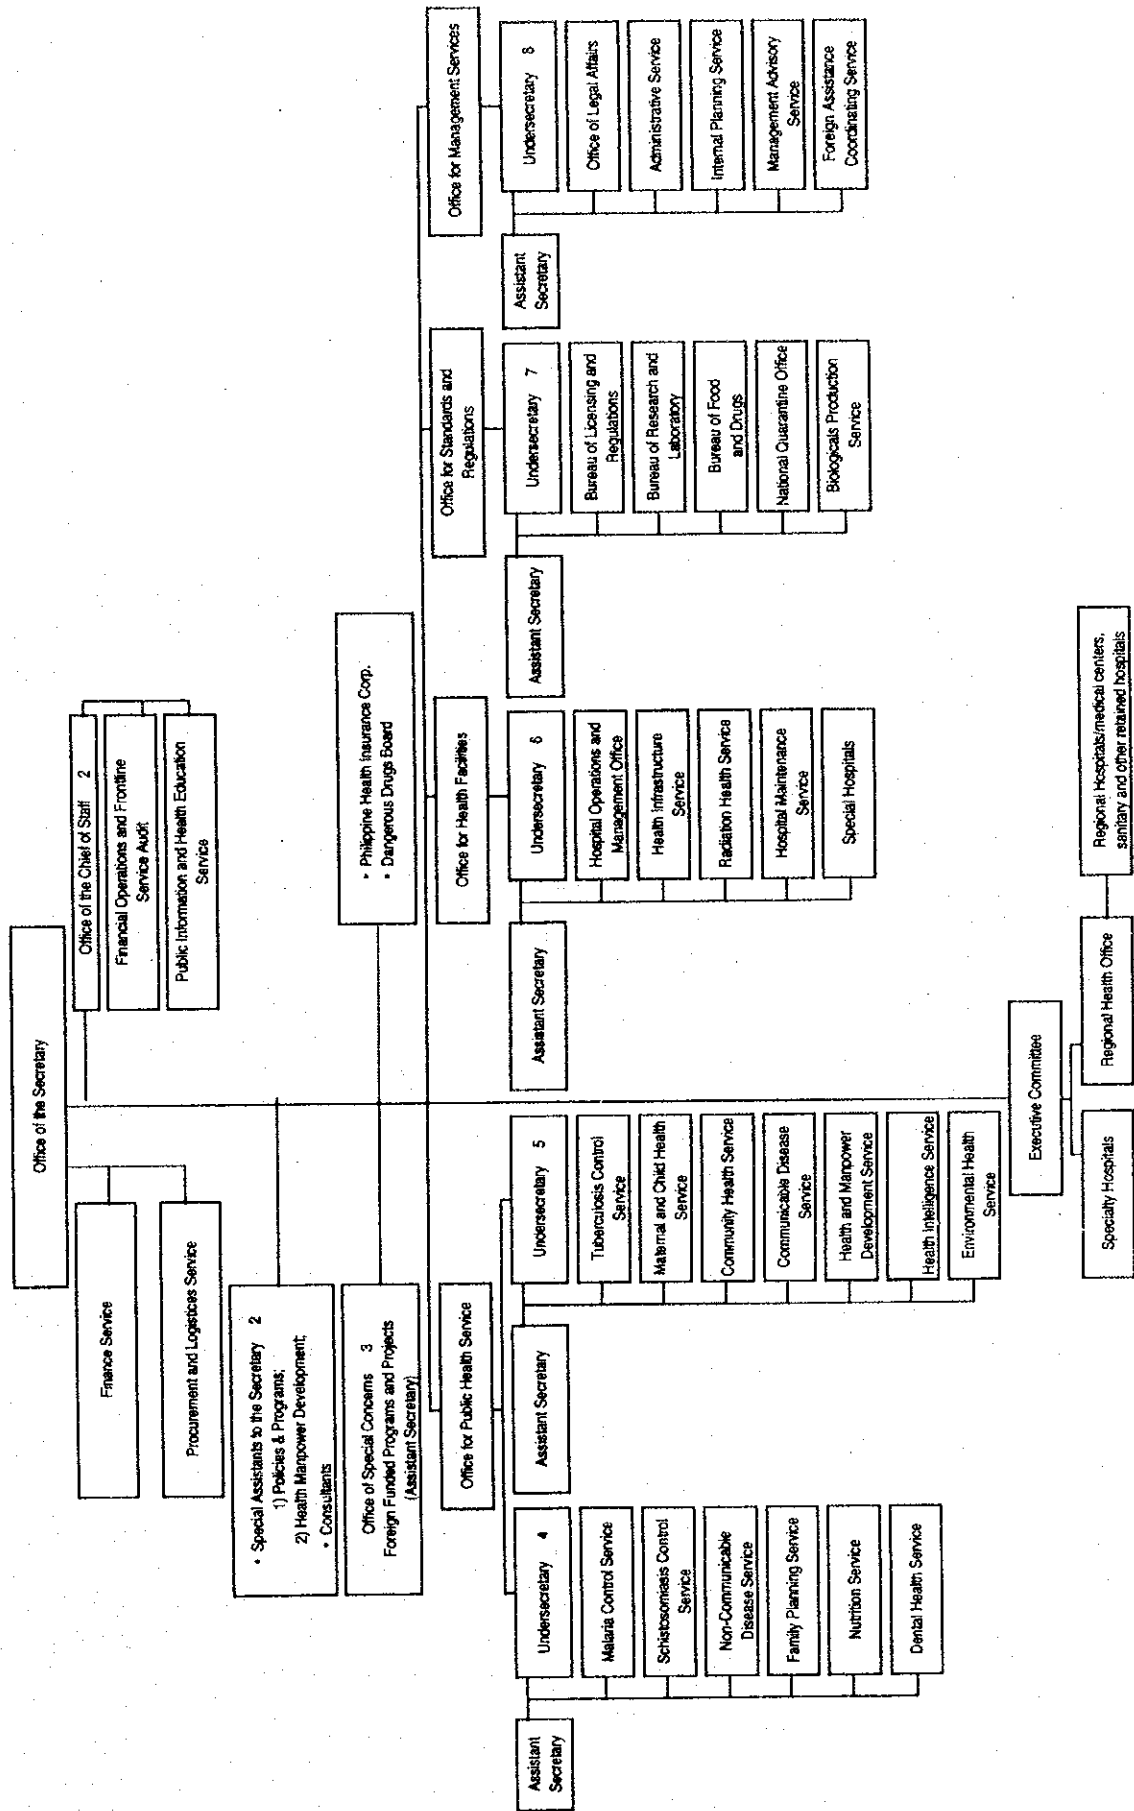 Office of the Secretary
Finance Service
Procurement and Logistices Service
Office of the Chief of Staff 2
Financial Operations and Frontline
Service Audit
Public Information and Health Education
Service
• Special Assistants to the Secretary 2
1) Policies & Programs;
2) Health Manpower Development;
• Consultants
Office of Special Concerns 3
Foreign Funded Programs and Projects
(Assistant Secretary)
• Philippine Health Insurance Corp.
• Dangerous Drugs Board
Office for Public Health Service
Office for Health Facilities
Office for Standards and
Regulations
Office for Management Services
Assistant
Secretary
Undersecretary 4
Malaria Control Service
Schistosomiasis Control
Service
Non-Communicable
Disease Service
Family Planning Service
Nutrition Service
Dental Health Service
Assistant Secretary
Undersecretary 5
Tuberculosis Control
Service
Maternal and Child Health
Service
Community Health Service
Communicable Disease
Service
Health and Manpower
Development Service
Health Intelligence Service
Environmental Health
Service
Assistant Secretary
Undersecretary 6
Hospital Operations and
Management Office
Health Infrastructure
Service
Radiation Health Service
Hospital Maintenance
Service
Special Hospitals
Assistant Secretary
Undersecretary 7
Bureau of Licensing and
Regulations
Bureau of Research and
Laboratory
Bureau of Food
and Drugs
National Quarantine Office
Biologicals Production
Service
Assistant
Secretary
Undersecretary 8
Office of Legal Affairs
Administrative Service
Internal Planning Service
Management Advisory
Service
Foreign Assistance
Coordinating Service
Executive Committee
Specialty Hospitals
Regional Health Office
Regional Hospitals/medical centers,
sanitary and other retained hospitals